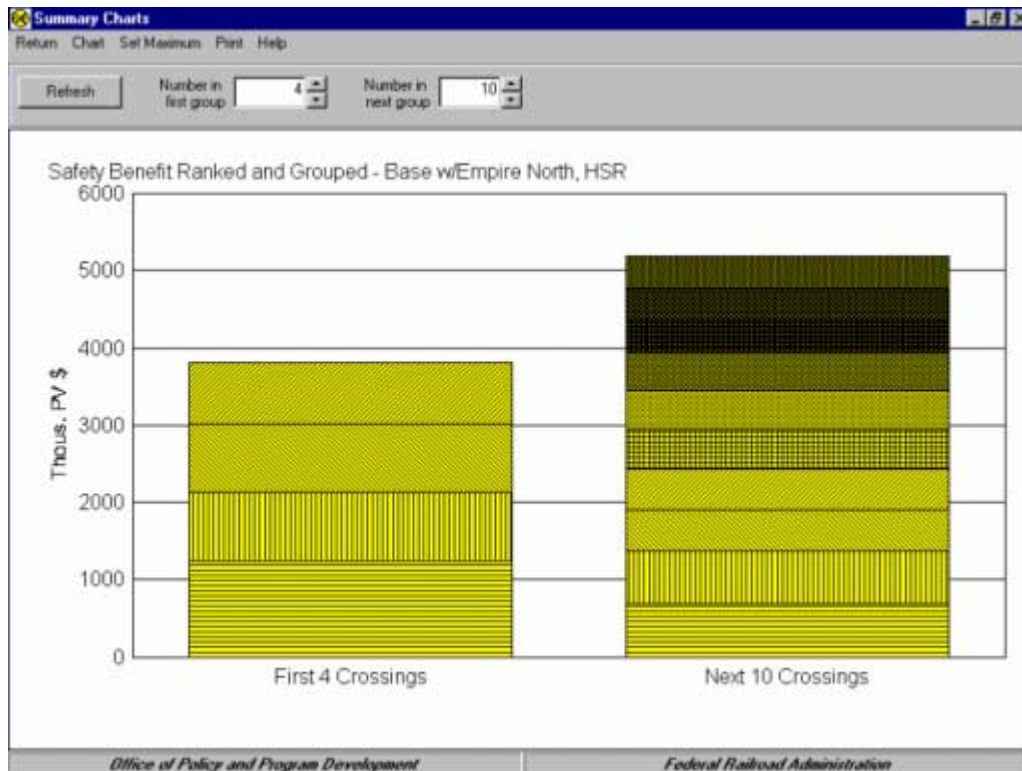 Summary Charts
Return Chart Set Maximum Print Help
Refresh
Number in
first group
4
Number in
next group
10
Safety Benefit Ranked and Grouped - Base w/Empire North, HSR
6000
5000
4000
3000
2000
1000
0
Thous. PV $
First 4 Crossings
Next 10 Crossings
Office of Policy and Program Development
Federal Railroad Administration